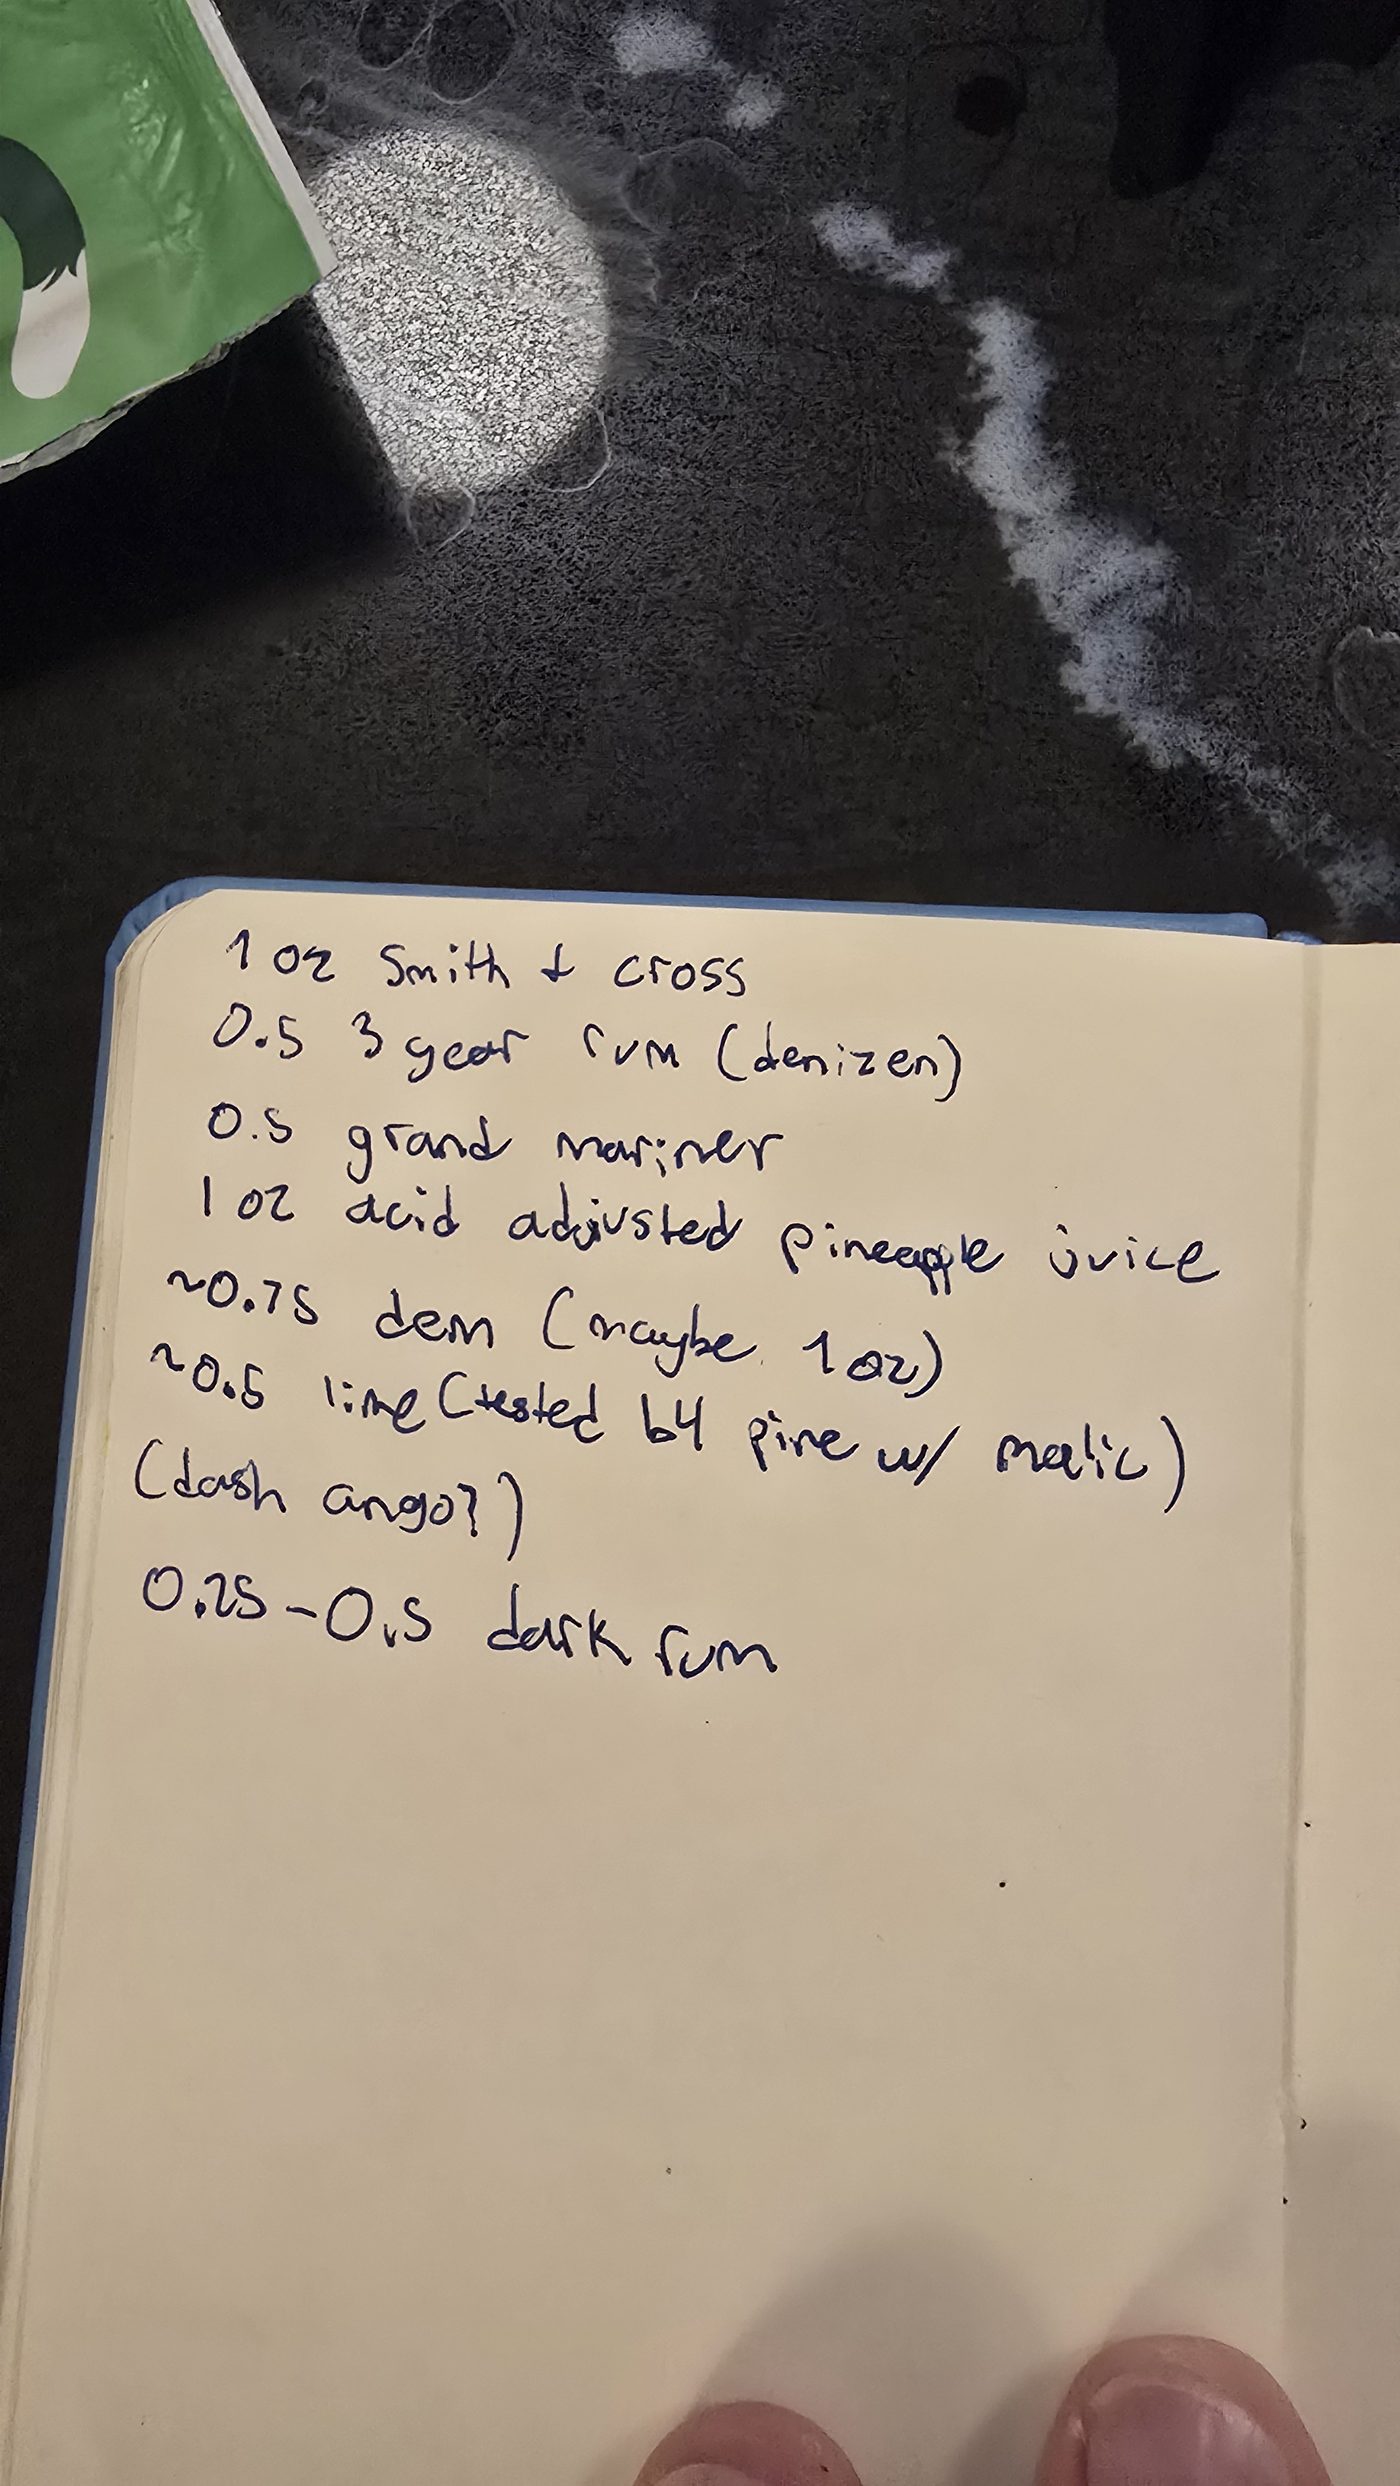 1 oz Smith & cross
0.5 3 year rum (denizen)
0.5 grand mariner
1 oz acid adjusted pineapple juice
~0.75 dem (maybe 1 oz)
~0.5 lime (tested b4 pine w/ malic)
(dash ango?)
0.25-0.5 dark rum